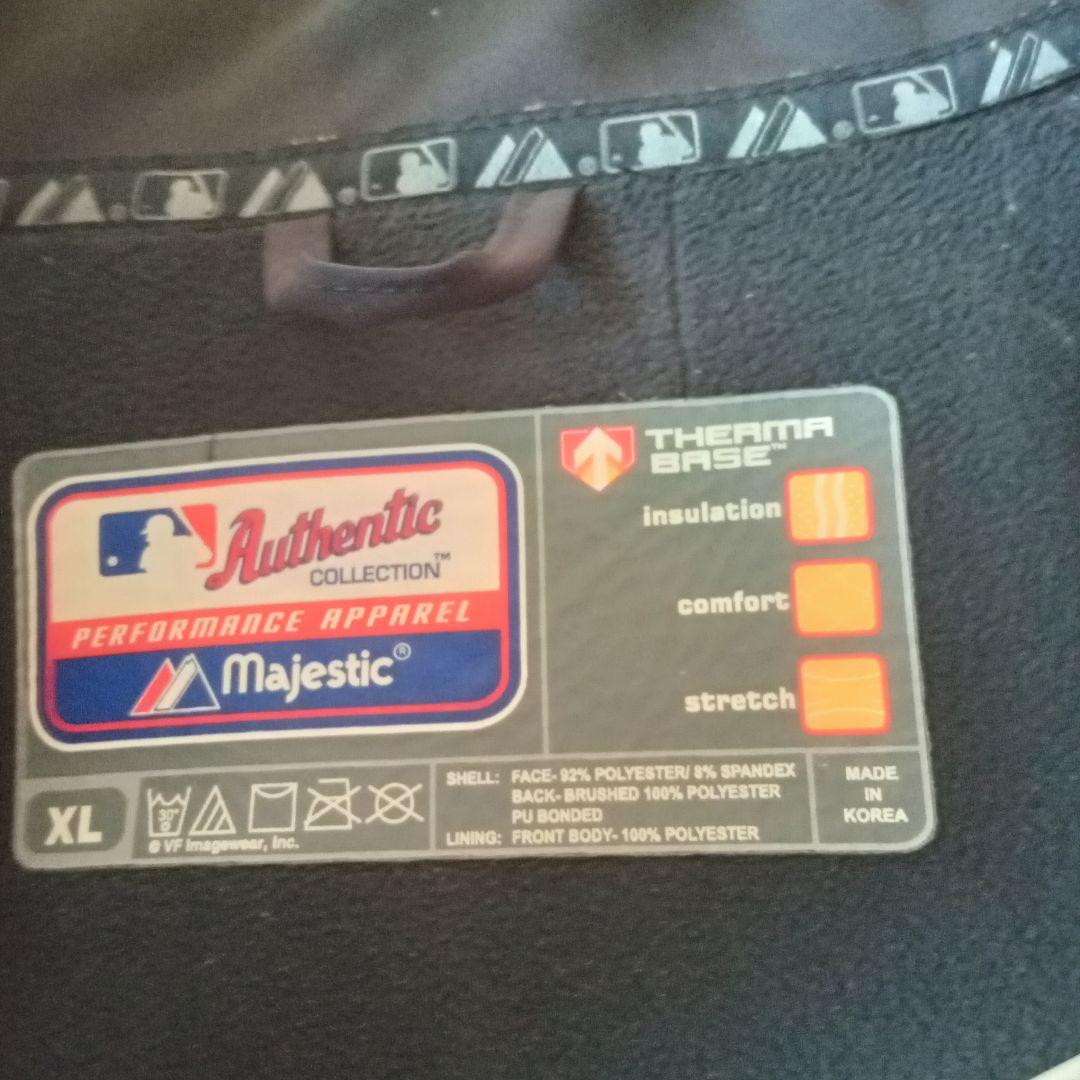 Authentic
COLLECTION™
PERFORMANCE APPAREL
Majestic®
THERMA
BASE™
insulation
comfort
stretch
XL
30°
© VF Imagewear, Inc.
SHELL: FACE- 92% POLYESTER/ 8% SPANDEX
BACK- BRUSHED 100% POLYESTER
PU BONDED
LINING: FRONT BODY- 100% POLYESTER
MADE
IN
KOREA